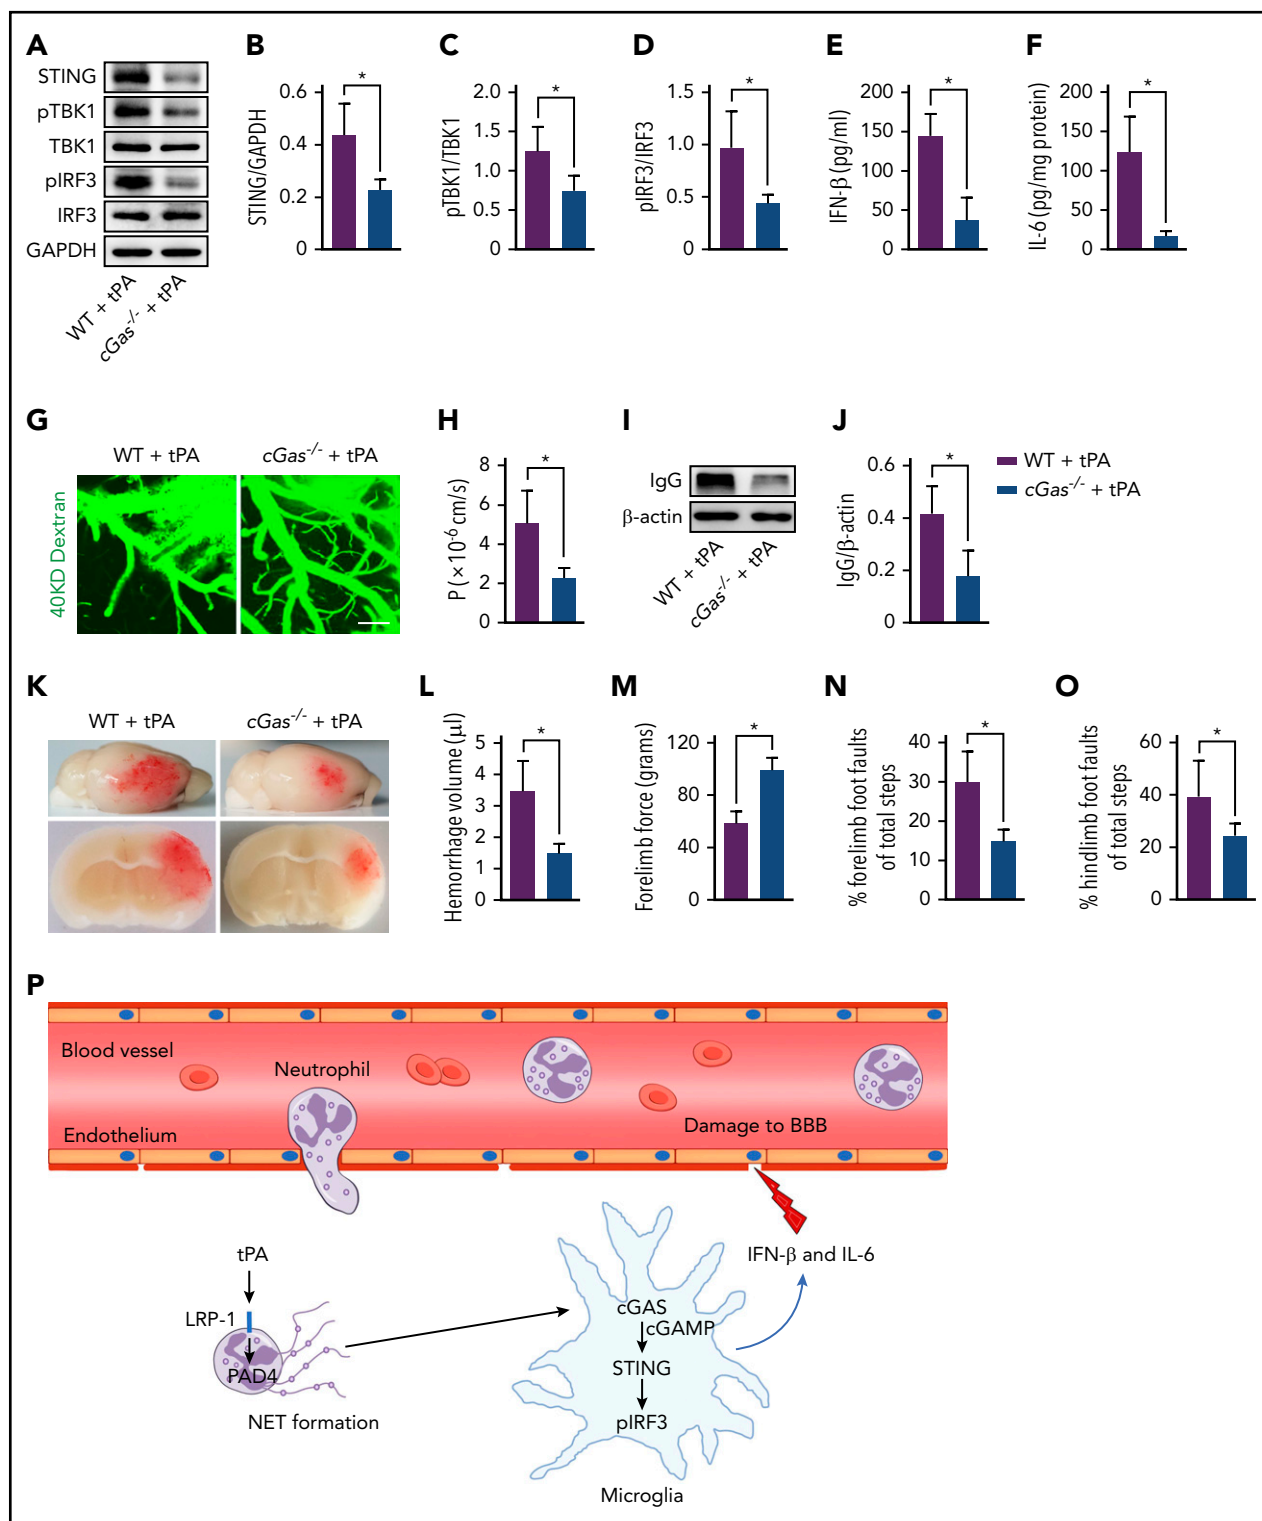 A
STING
pTBK1
TBK1
pIRF3
IRF3
GAPDH
WT + tPA
cGas-/- + tPA
B
STING/GAPDH
0.6
0.4
0.2
0
*
C
pTBK1/TBK1
2.0
1.5
1.0
0.5
0
*
D
pIRF3/IRF3
1.5
1.0
0.5
0
*
E
IFN-β (pg/ml)
200
150
100
50
0
*
F
IL-6 (pg/mg protein)
200
150
100
50
0
*
G
WT + tPA
cGas-/- + tPA
40KD Dextran
H
P (×10-6 cm/s)
8
6
4
2
0
*
I
IgG
β-actin
WT + tPA
cGas-/- + tPA
J
IgG/β-actin
0.6
0.4
0.2
0
*
WT + tPA
cGas-/- + tPA
K
WT + tPA
cGas-/- + tPA
L
Hemorrhage volume (μl)
5
4
3
2
1
0
*
M
Forelimb force (grams)
120
80
40
0
*
N
% forelimb foot faults
of total steps
40
30
20
10
0
*
O
% hindlimb foot faults
of total steps
60
40
20
0
*
P
Blood vessel
Neutrophil
Endothelium
Damage to BBB
tPA
LRP-1
PAD4
NET formation
cGAS
cGAMP
STING
pIRF3
Microglia
IFN-β and IL-6